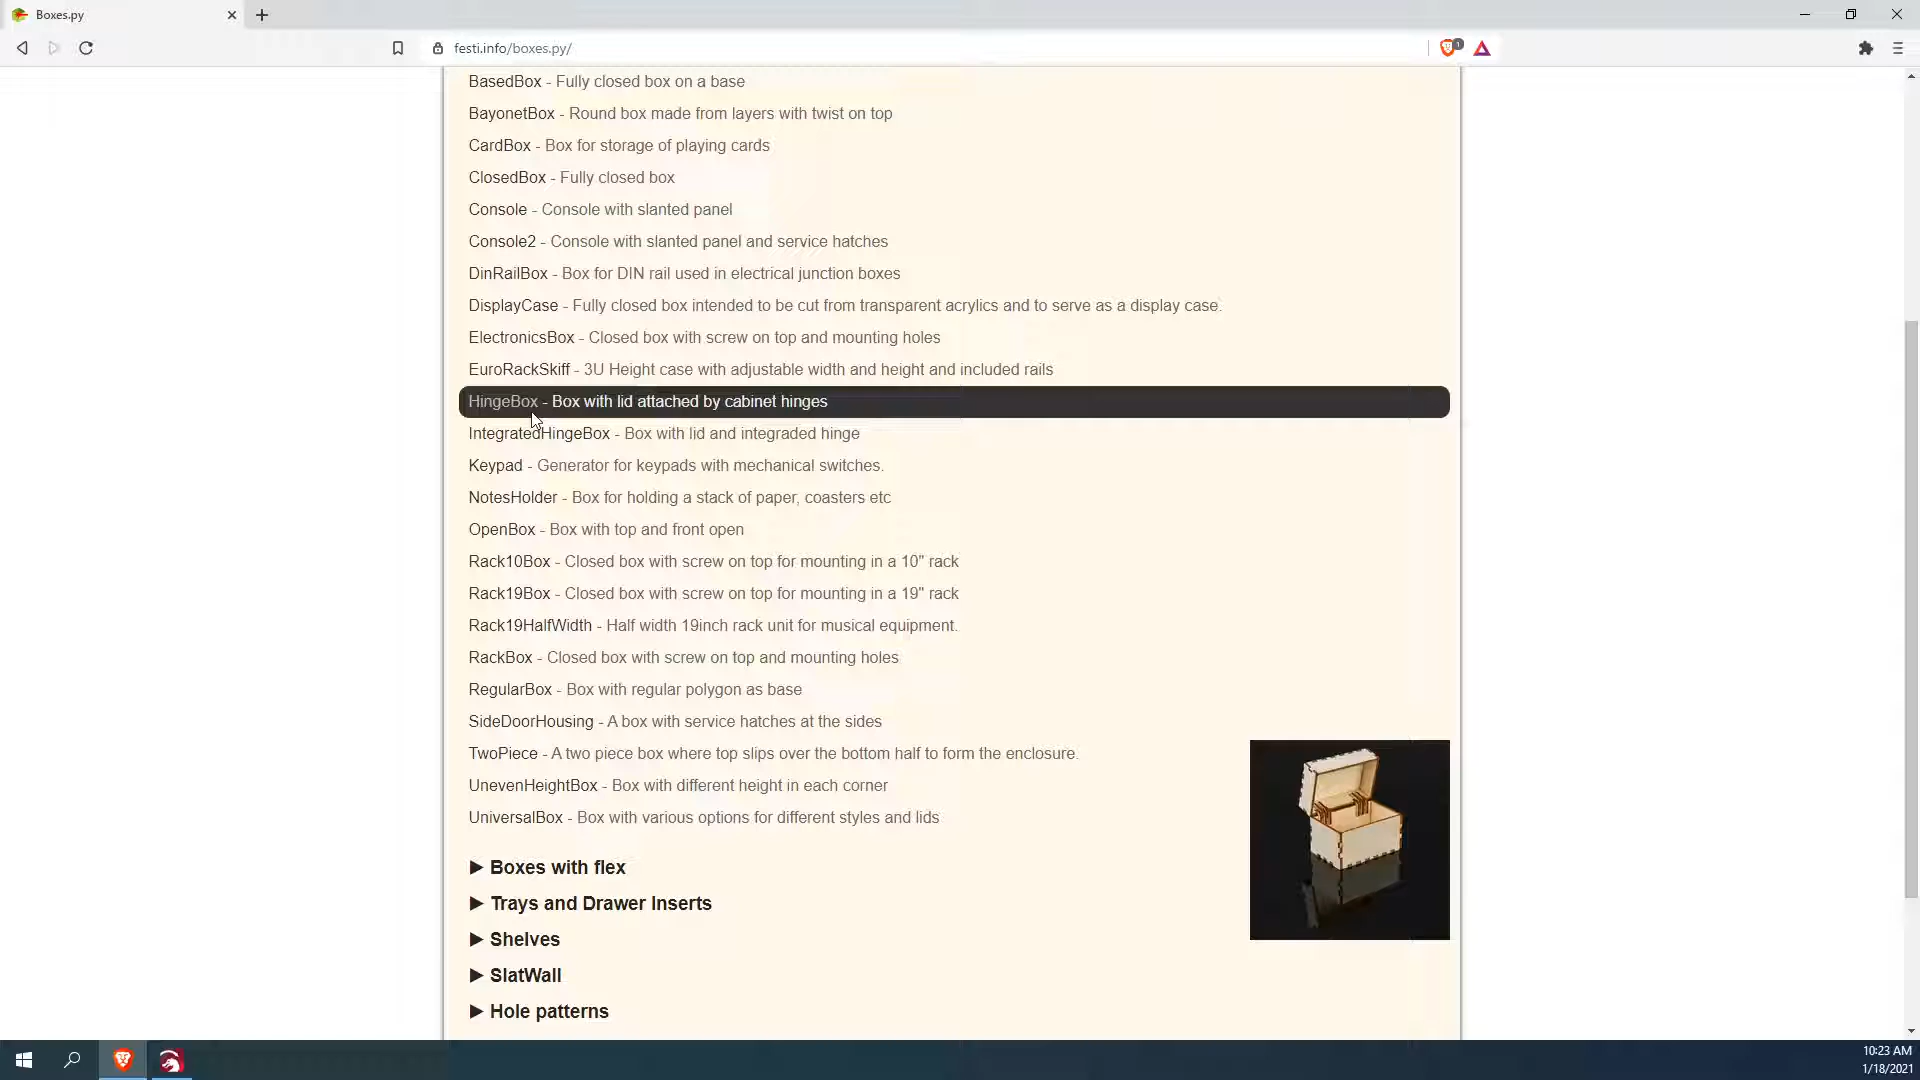 Boxes.py
festi.info/boxes.py/
1
BasedBox - Fully closed box on a base
BayonetBox - Round box made from layers with twist on top
CardBox - Box for storage of playing cards
ClosedBox - Fully closed box
Console - Console with slanted panel
Console2 - Console with slanted panel and service hatches
DinRailBox - Box for DIN rail used in electrical junction boxes
DisplayCase - Fully closed box intended to be cut from transparent acrylics and to serve as a display case.
ElectronicsBox - Closed box with screw on top and mounting holes
EuroRackSkiff - 3U Height case with adjustable width and height and included rails
HingeBox - Box with lid attached by cabinet hinges
IntegratedHingeBox - Box with lid and integraded hinge
Keypad - Generator for keypads with mechanical switches.
NotesHolder - Box for holding a stack of paper, coasters etc
OpenBox - Box with top and front open
Rack10Box - Closed box with screw on top for mounting in a 10" rack
Rack19Box - Closed box with screw on top for mounting in a 19" rack
Rack19HalfWidth - Half width 19inch rack unit for musical equipment.
RackBox - Closed box with screw on top and mounting holes
RegularBox - Box with regular polygon as base
SideDoorHousing - A box with service hatches at the sides
TwoPiece - A two piece box where top slips over the bottom half to form the enclosure.
UnevenHeightBox - Box with different height in each corner
UniversalBox - Box with various options for different styles and lids
► Boxes with flex
► Trays and Drawer Inserts
► Shelves
► SlatWall
► Hole patterns
10:23 AM
1/18/2021